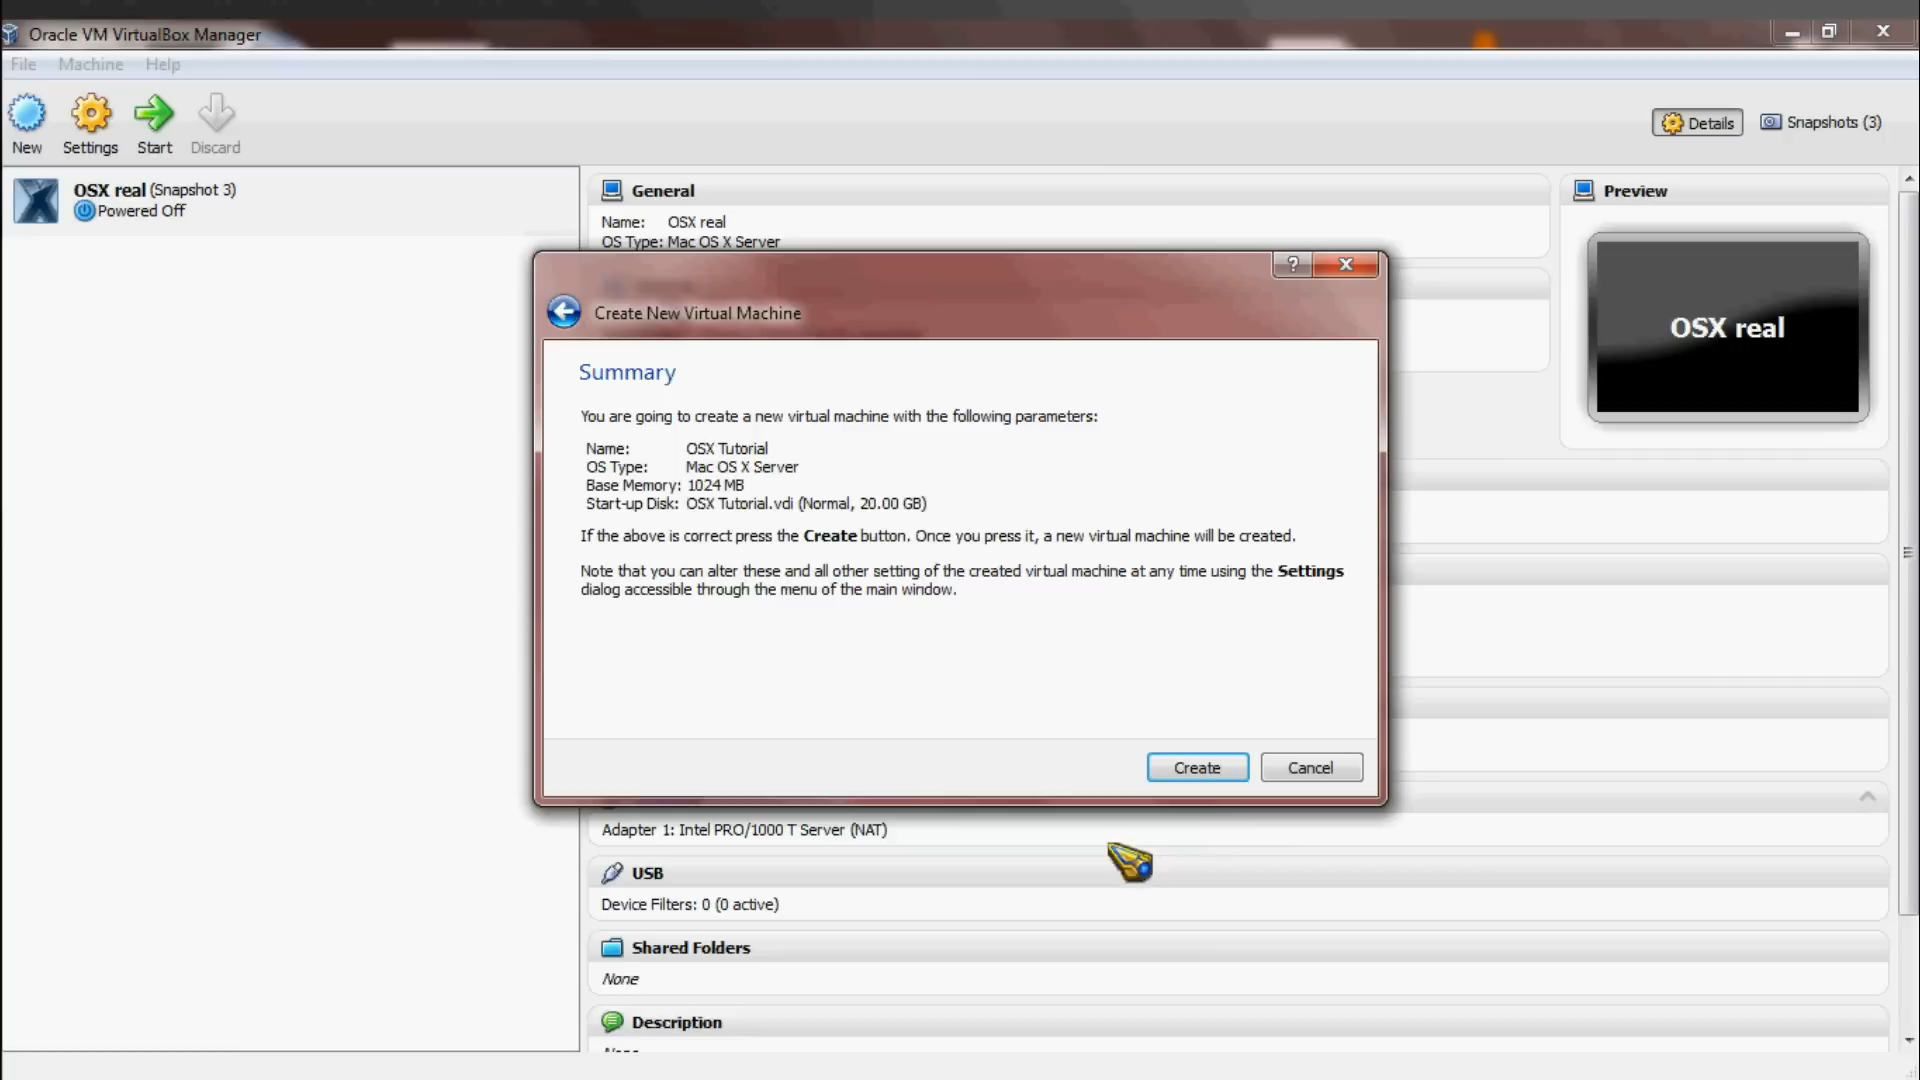 Oracle VM VirtualBox Manager
File Machine Help
New Settings Start Discard
Details Snapshots (3)
OSX real (Snapshot 3)
Powered Off
General
Name: OSX real
OS Type: Mac OS X Server
Preview
OSX real
?
Create New Virtual Machine
Summary
You are going to create a new virtual machine with the following parameters:
Name: OSX Tutorial
OS Type: Mac OS X Server
Base Memory: 1024 MB
Start-up Disk: OSX Tutorial.vdi (Normal, 20.00 GB)
If the above is correct press the Create button. Once you press it, a new virtual machine will be created.
Note that you can alter these and all other setting of the created virtual machine at any time using the Settings
dialog accessible through the menu of the main window.
Create Cancel
Adapter 1: Intel PRO/1000 T Server (NAT)
USB
Device Filters: 0 (0 active)
Shared Folders
None
Description